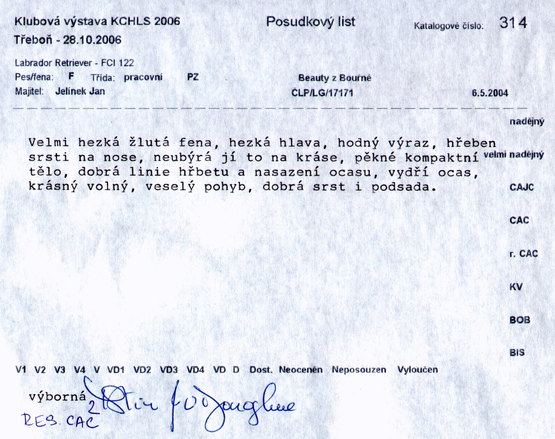 Klubová výstava KCHLS 2006 Posudkový list Katalogové číslo: 314
Třeboň - 28.10.2006
Labrador Retriever - FCI 122
Pes/fena: F Třída: pracovní PZ Beauty z Bourné
Majitel: Jelínek Jan CLP/LG/17171 6.5.2004
nadějný
Velmi hezká žlutá fena, hezká hlava, hodný výraz, hřeben
srsti na nose, neubýrá jí to na kráse, pěkné kompaktní velmi nadějný
tělo, dobrá linie hřbetu a nasazení ocasu, vydří ocas,
krásný volný, veselý pohyb, dobrá srst i podsada.
CAJC
CAC
r. CAC
KV
BOB
BIS
V1 V2 V3 V4 V VD1 VD2 VD3 VD4 VD D Dost. Neoceněn Neposouzen Vyloučen
výborná 2
RES. CAC